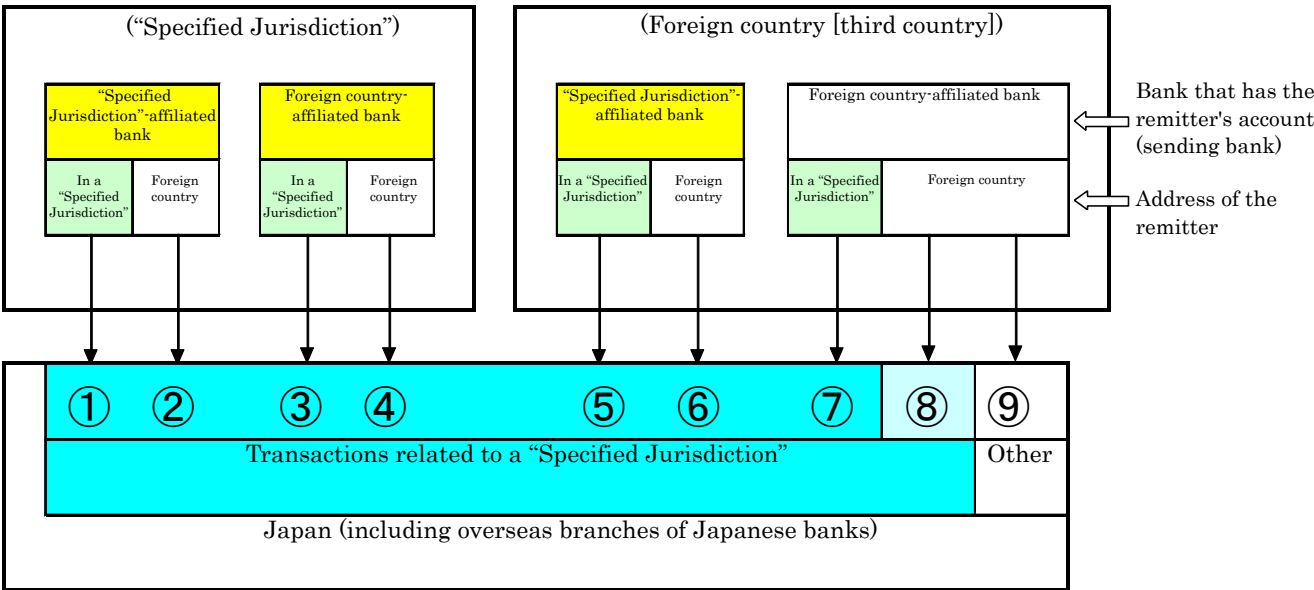 (“Specified Jurisdiction”)
(Foreign country [third country])
“Specified
Jurisdiction”-affiliated
bank
Foreign country-
affiliated bank
“Specified Jurisdiction”-
affiliated bank
Foreign country-affiliated bank
Bank that has the
remitter's account
(sending bank)
In a
“Specified
Jurisdiction”
Foreign
country
In a
“Specified
Jurisdiction”
Foreign
country
In a “Specified
Jurisdiction”
Foreign
country
In a “Specified
Jurisdiction”
Foreign country
Address of the
remitter
① ② ③ ④ ⑤ ⑥ ⑦ ⑧ ⑨
Transactions related to a “Specified Jurisdiction”
Other
Japan (including overseas branches of Japanese banks)